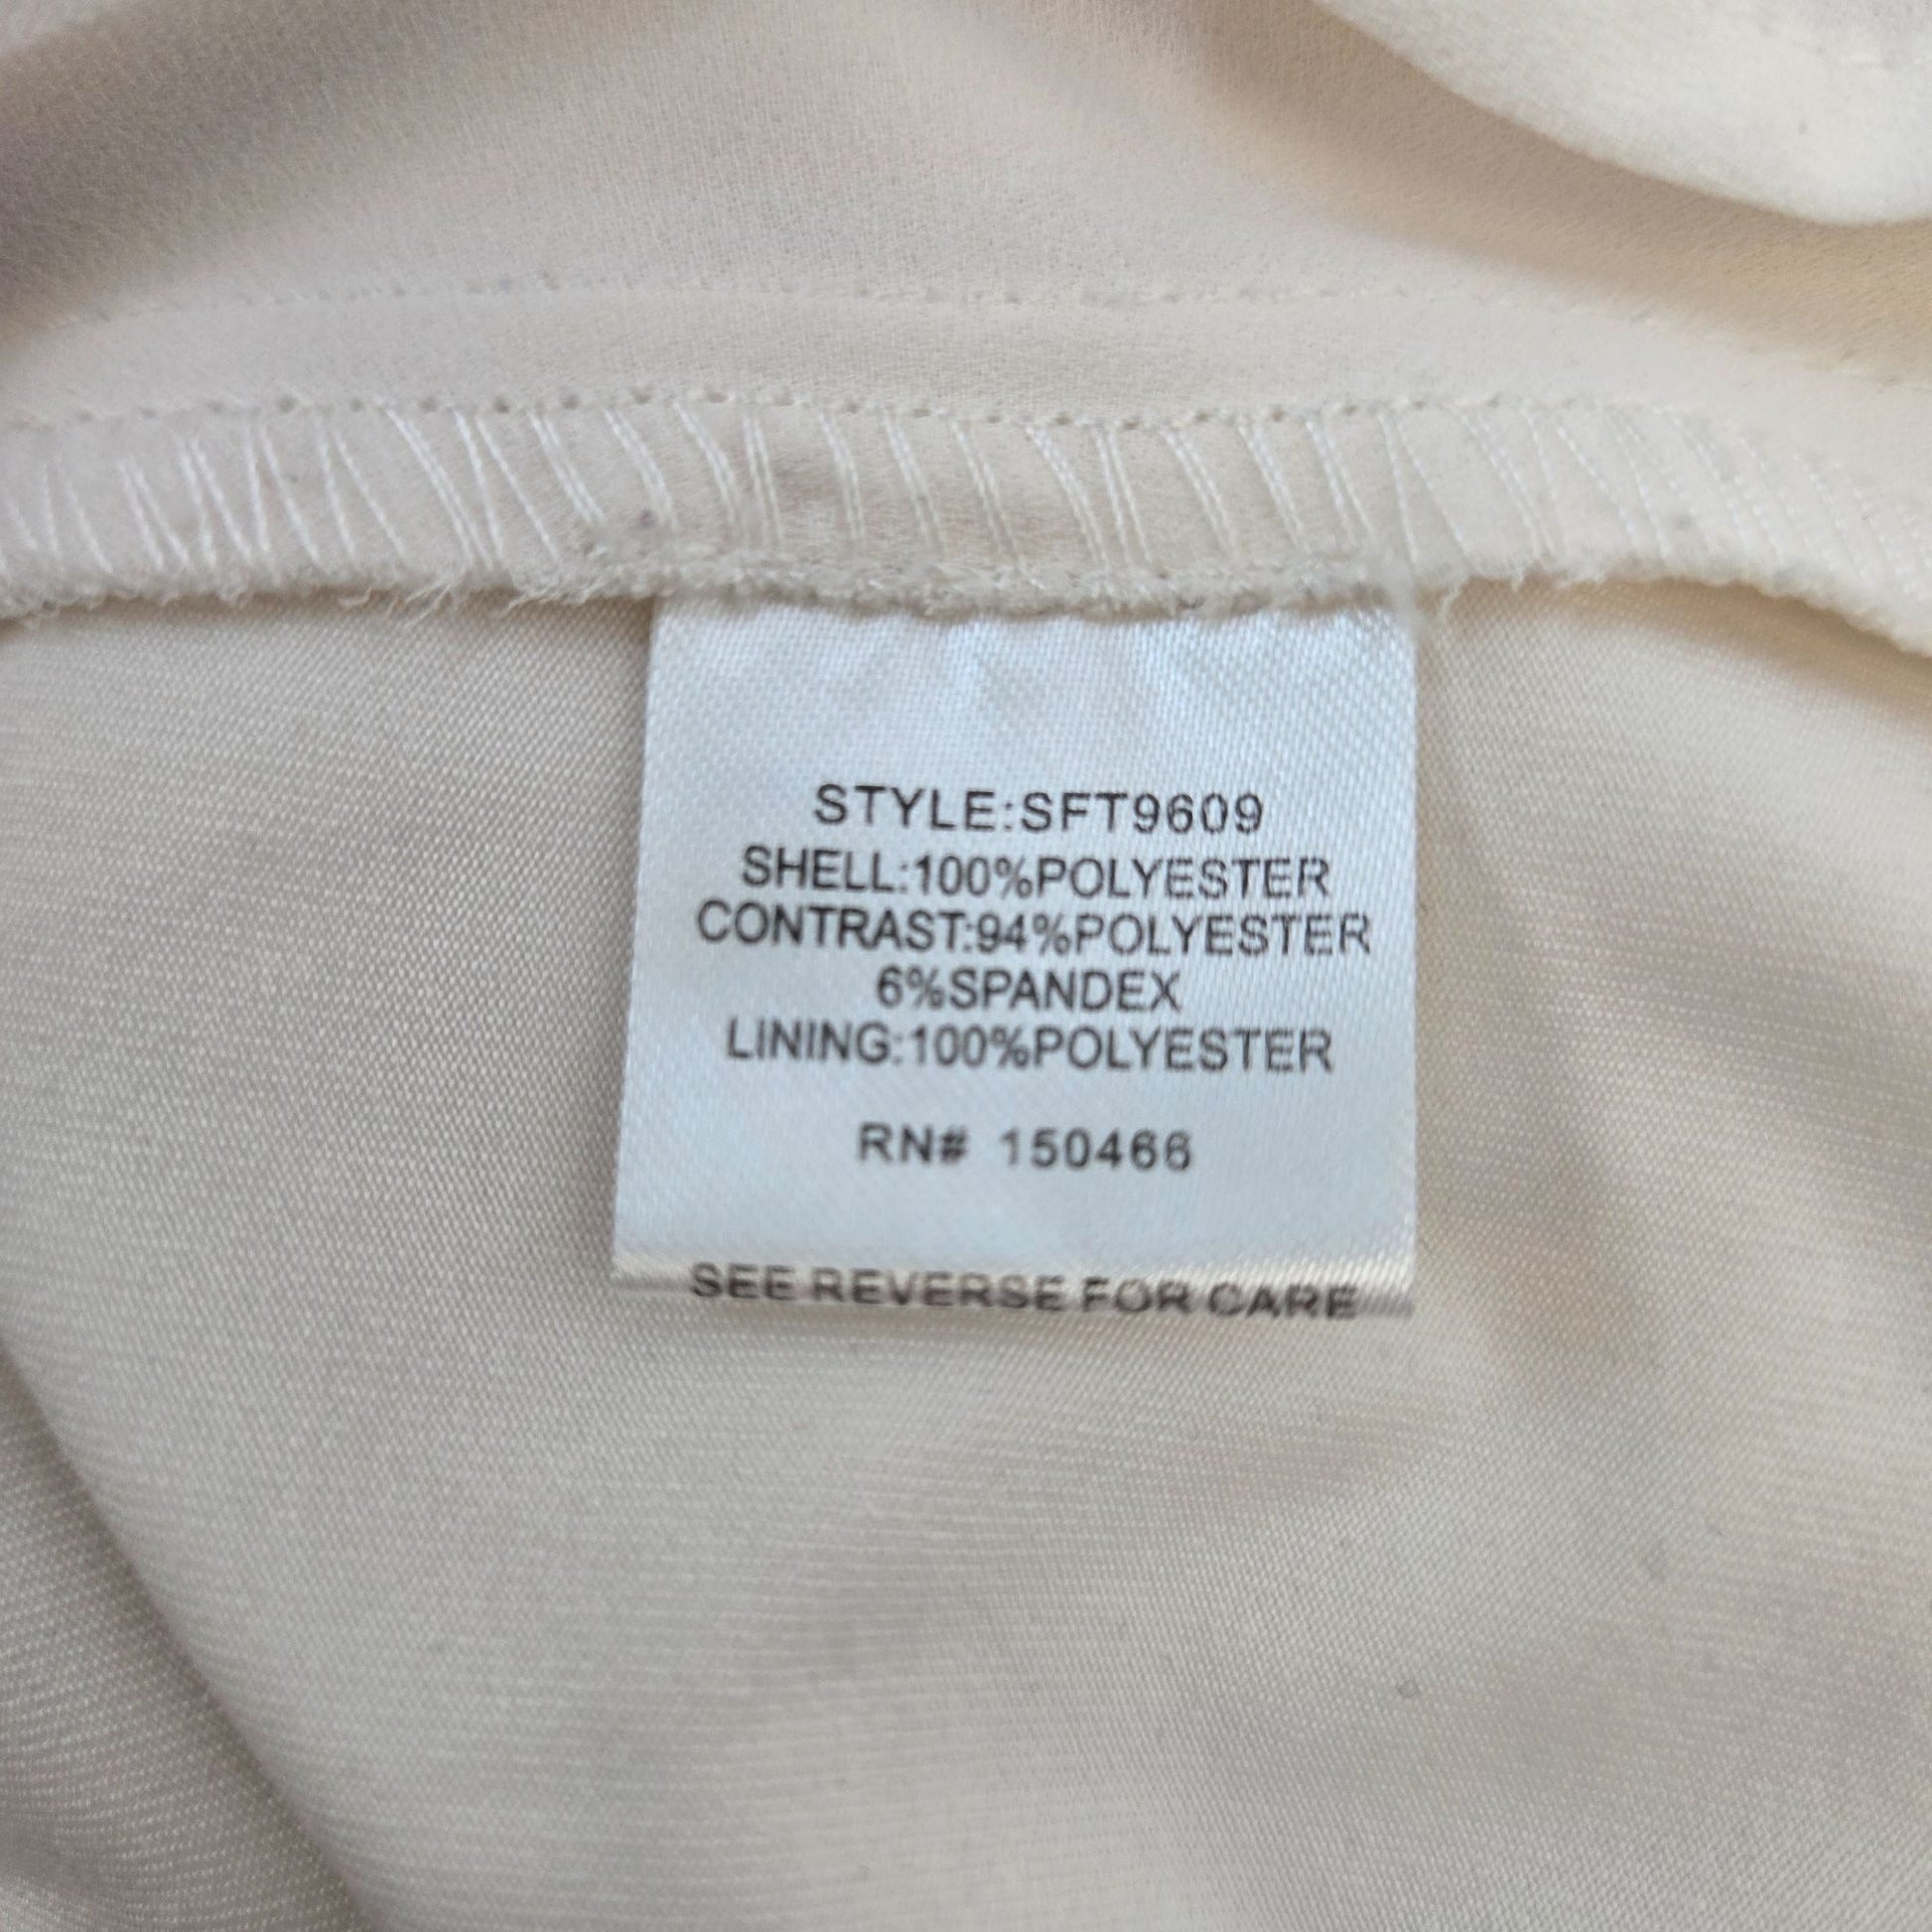 STYLE:SFT9609
SHELL:100%POLYESTER
CONTRAST:94%POLYESTER
6%SPANDEX
LINING:100%POLYESTER
RN# 150466
SEE REVERSE FOR CARE